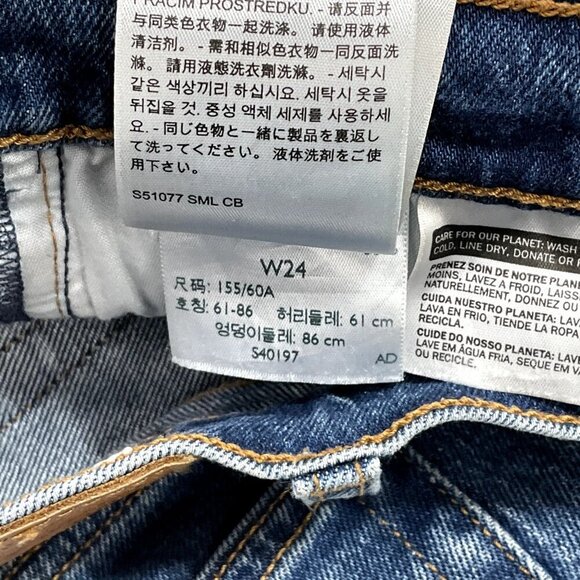 RACIM PROSTREDKU. - 请反面并
与同类色衣物一起洗涤。请使用液体
清洁剂。- 需和相似色衣物一同反面洗
滌。請用液態洗衣劑洗滌。- 세탁시
같은 색상끼리 하십시요. 세탁시 옷을
뒤집을 것. 중성 액체 세제를 사용하세
요. - 同じ色物と一緒に製品を裏返し
て洗ってください。液体洗剤をご使
用下さい。
S51077 SML CB
W24
尺码: 155/60A
호칭: 61-86 허리둘레: 61 cm
엉덩이둘레: 86 cm
S40197 AD
CARE FOR OUR PLANET: WASH
COLD, LINE DRY, DONATE OR
PRENEZ SOIN DE NOTRE PLANE
MOINS, LAVEZ A FROID, LAISS
NATURELLEMENT, DONNEZ OU
CUIDA NUESTRO PLANETA: LAV
LAVA EN FRÍO, TIENDE LA ROPA
RECICLA.
CUIDE DO NOSSO PLANETA: LAV
LAVE EM ÁGUA FRIA, SEQUE EM VA
OU RECICLE.